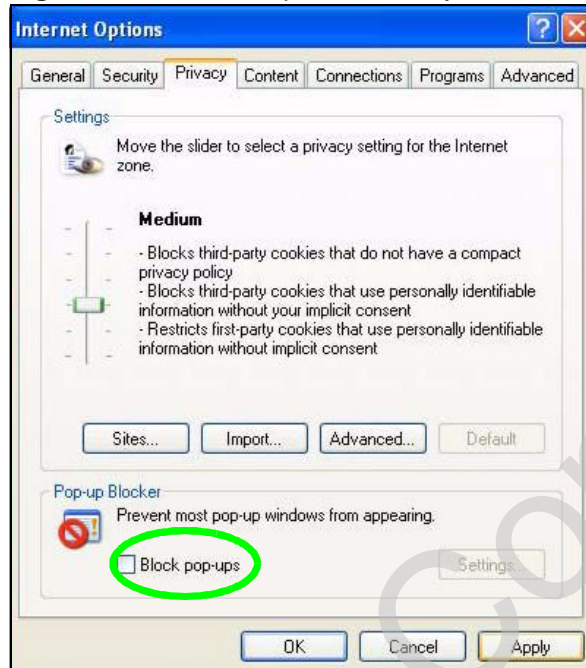 Internet Options
General Security Privacy Content Connections Programs Advanced
Settings
Move the slider to select a privacy setting for the Internet
zone.
Medium
- Blocks third-party cookies that do not have a compact
privacy policy
- Blocks third-party cookies that use personally identifiable
information without your implicit consent
- Restricts first-party cookies that use personally identifiable
information without implicit consent
Sites... Import... Advanced... Default
Pop-up Blocker
Prevent most pop-up windows from appearing.
Block pop-ups Settings...
OK Cancel Apply